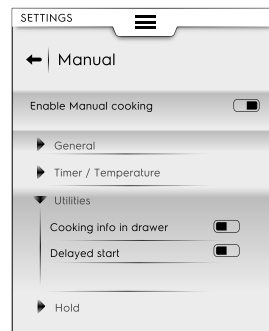 SETTINGS
Manual
Enable Manual cooking
General
Timer / Temperature
Utilities
Cooking info in drawer
Delayed start
Hold